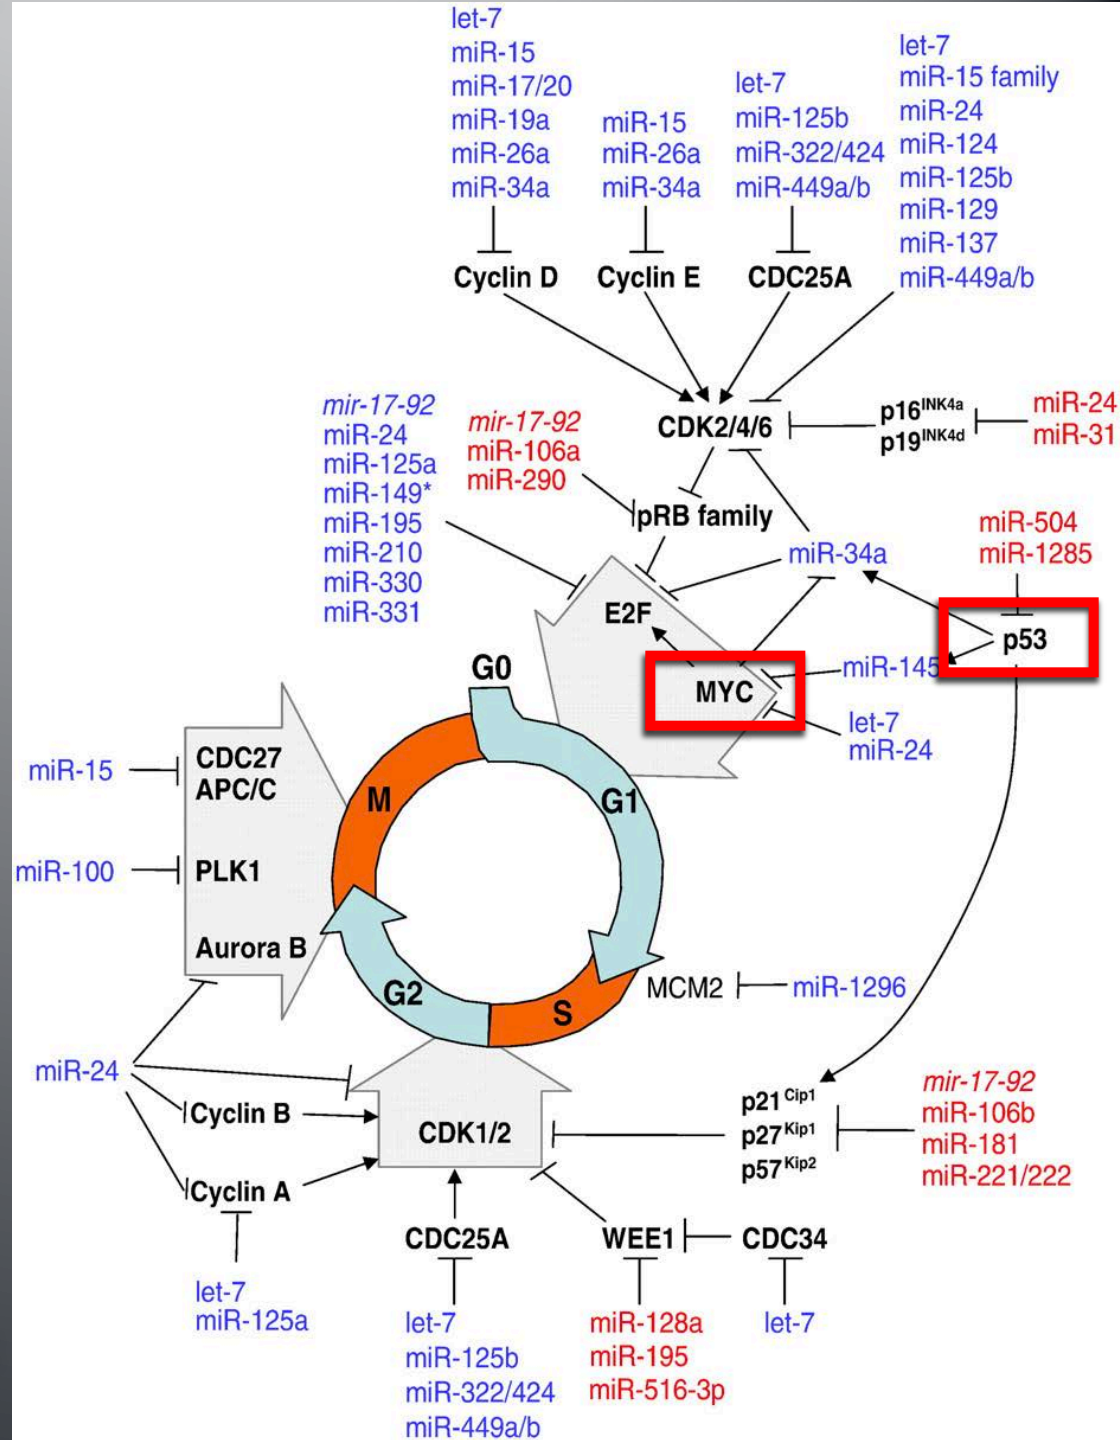 let-7
miR-15
miR-17/20
miR-19a
miR-26a
miR-34a
miR-15
miR-26a
miR-34a
let-7
miR-125b
miR-322/424
miR-449a/b
let-7
miR-15 family
miR-24
miR-124
miR-125b
miR-129
miR-137
miR-449a/b
Cyclin D
Cyclin E
CDC25A
CDK2/4/6
p16INK4a
p19INK4d
miR-24
miR-31
mir-17-92
miR-24
miR-125a
miR-149*
miR-195
miR-210
miR-330
miR-331
mir-17-92
miR-106a
miR-290
pRB family
miR-34a
miR-504
miR-1285
E2F
p53
MYC
miR-145
let-7
miR-24
G0
G1
M
G2
S
miR-15
CDC27
APC/C
miR-100
PLK1
Aurora B
MCM2
miR-1296
miR-24
Cyclin B
CDK1/2
Cyclin A
p21Cip1
p27Kip1
p57Kip2
mir-17-92
miR-106b
miR-181
miR-221/222
CDC25A
WEE1
CDC34
let-7
miR-125a
let-7
miR-125b
miR-322/424
miR-449a/b
miR-128a
miR-195
miR-516-3p
let-7